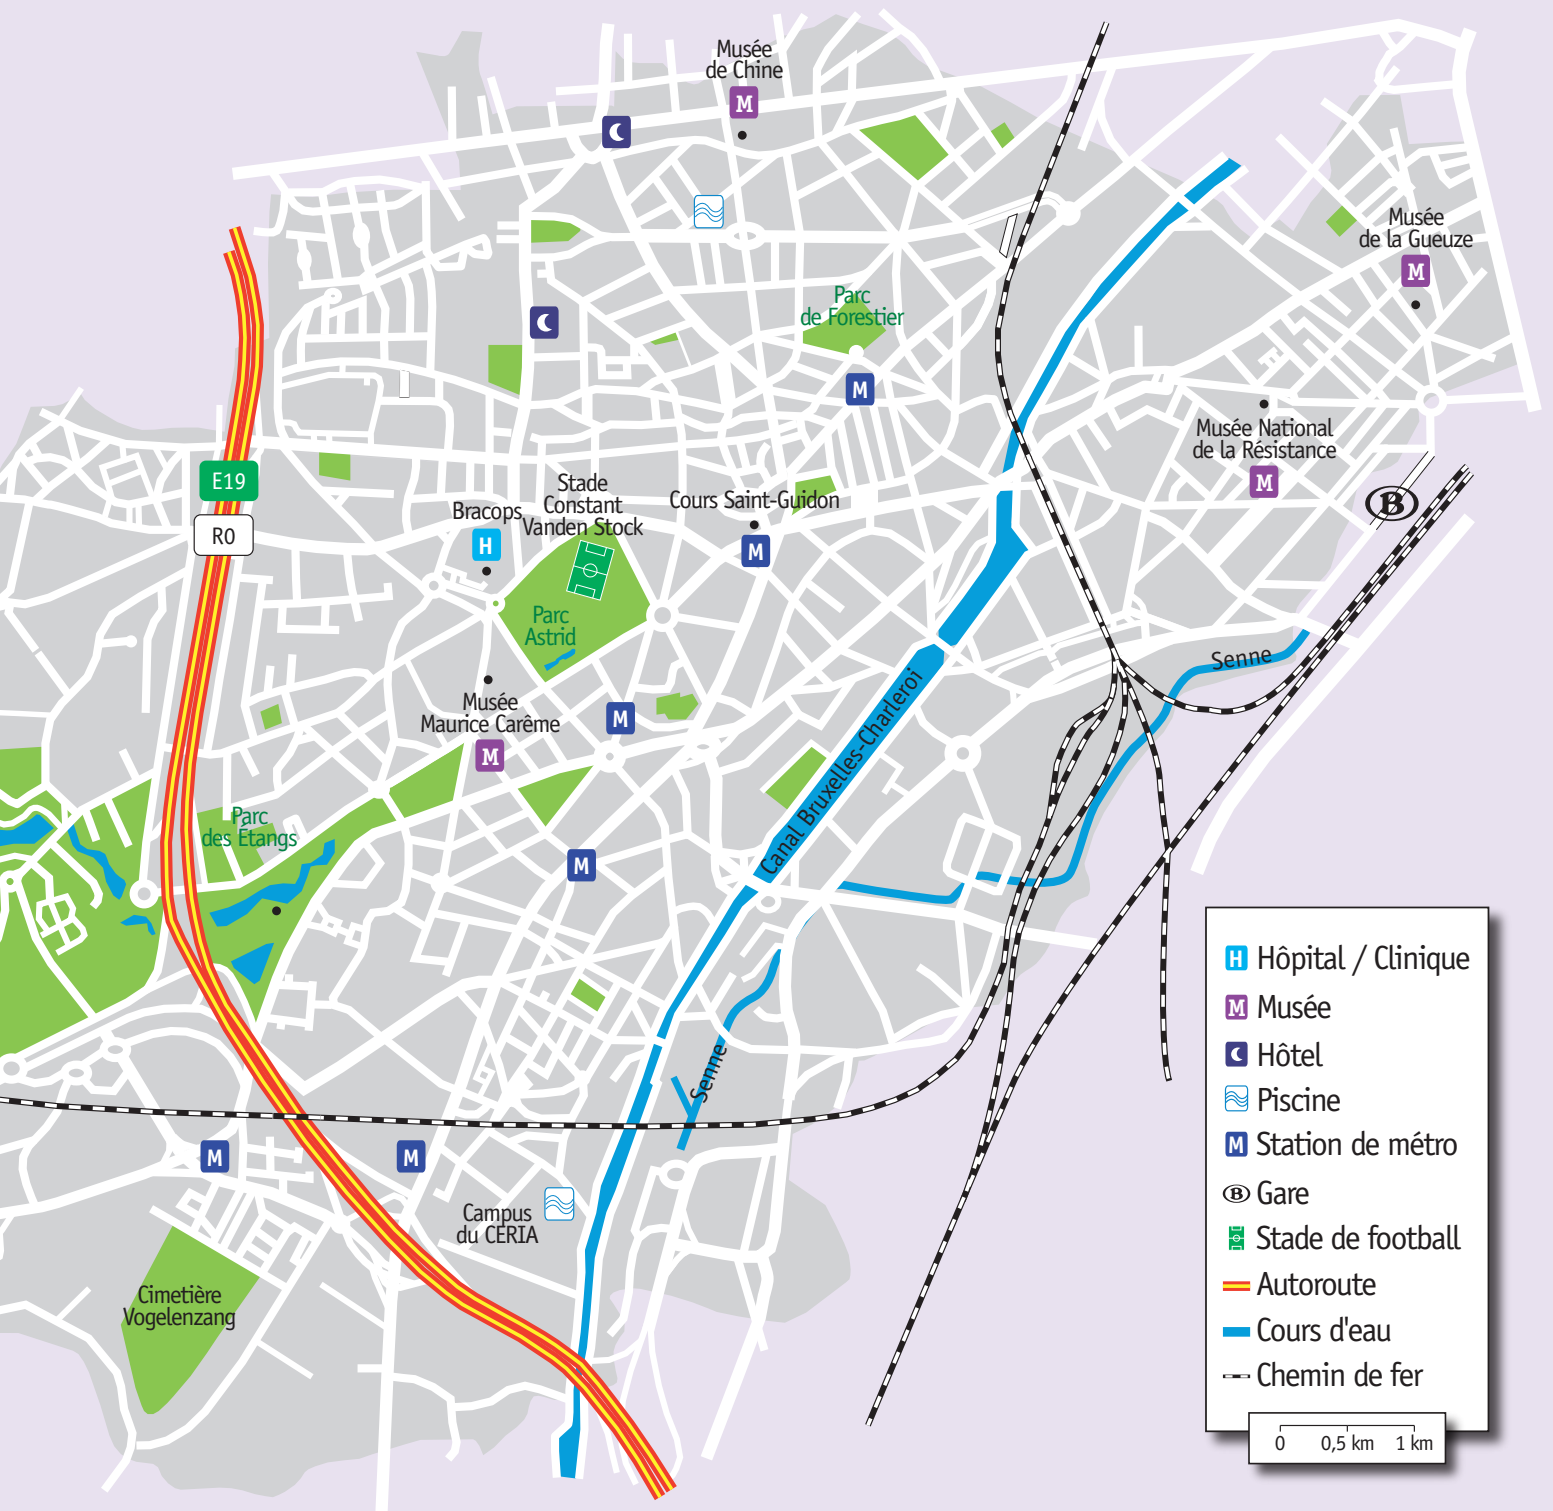 Musée
de Chine
M
Musée
de la Gueuze
M
Parc
de Forestier
M
Musée National
de la Résistance
M
E19
R0
Bracops
H
Stade
Constant
Vanden Stock
Cours Saint-Guidon
M
B
Parc
Astrid
Senne
Musée
Maurice Carême
M
M
Canal Bruxelles-Charleroi
Parc
des Étangs
M
Senne
M
M
Campus
du CERIA
Cimetière
Vogelenzang
H Hôpital / Clinique
M Musée
Hôtel
Piscine
M Station de métro
B Gare
Stade de football
Autoroute
Cours d'eau
Chemin de fer
0 0,5 km 1 km